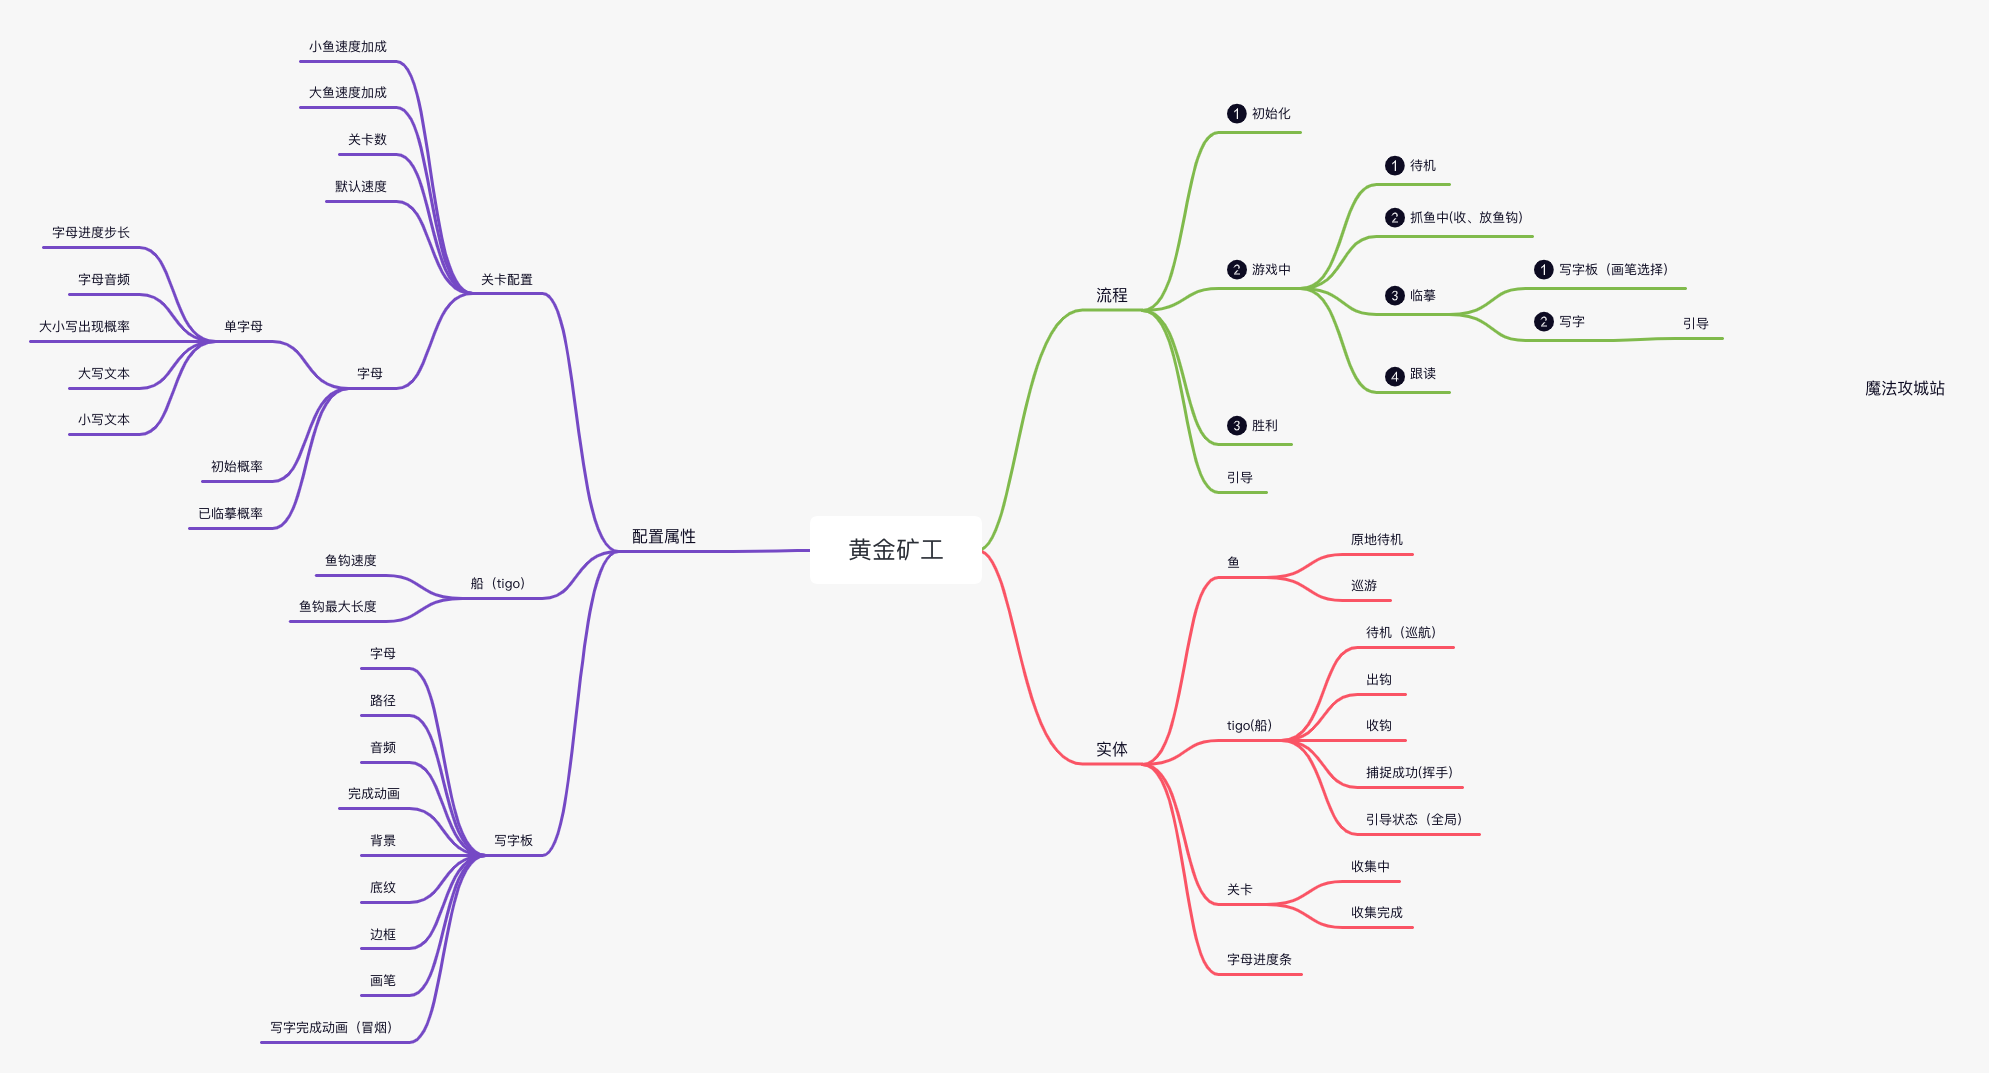 黄金矿工
流程
1 初始化
2 游戏中
1 待机
2 抓鱼中(收、放鱼钩)
3 临摹
1 写字板（画笔选择）
2 写字
引导
4 跟读
3 胜利
引导
实体
鱼
原地待机
巡游
tigo(船)
待机（巡航）
出钩
收钩
捕捉成功(挥手)
引导状态（全局）
关卡
收集中
收集完成
字母进度条
配置属性
关卡配置
小鱼速度加成
大鱼速度加成
关卡数
默认速度
字母
单字母
字母进度步长
字母音频
大小写出现概率
大写文本
小写文本
初始概率
已临摹概率
船（tigo）
鱼钩速度
鱼钩最大长度
写字板
字母
路径
音频
完成动画
背景
底纹
边框
画笔
写字完成动画（冒烟）
魔法攻城站